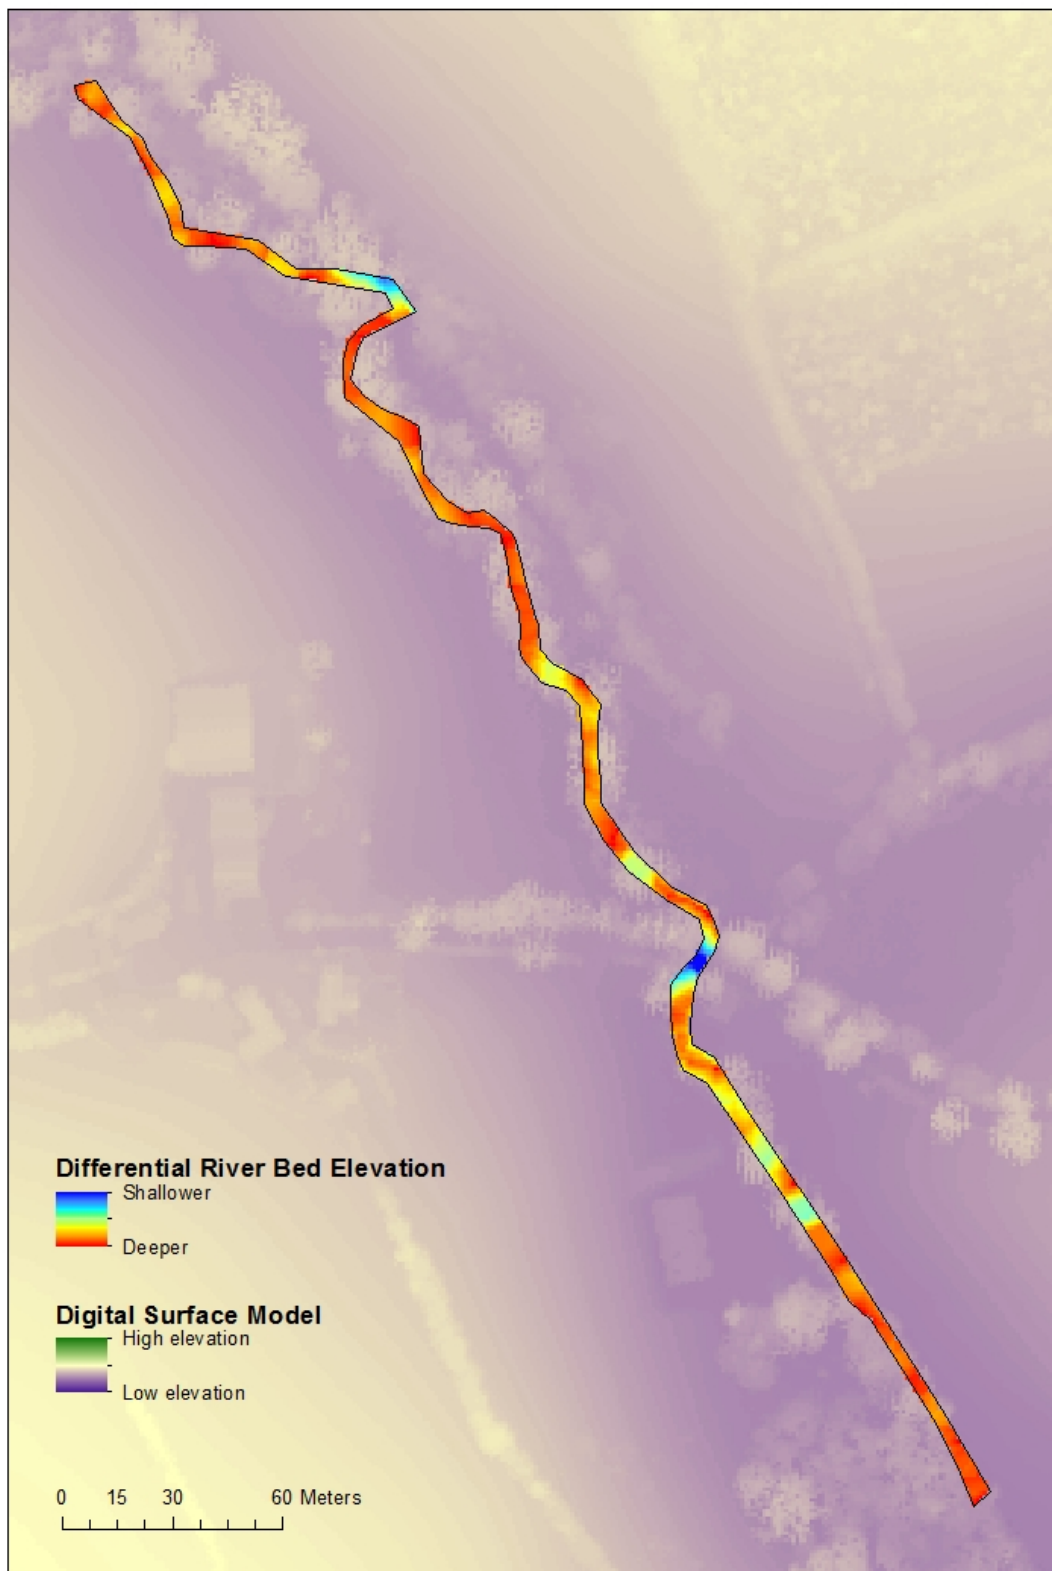 Differential River Bed Elevation
Shallower
Deeper
Digital Surface Model
High elevation
Low elevation
0 15 30 60 Meters